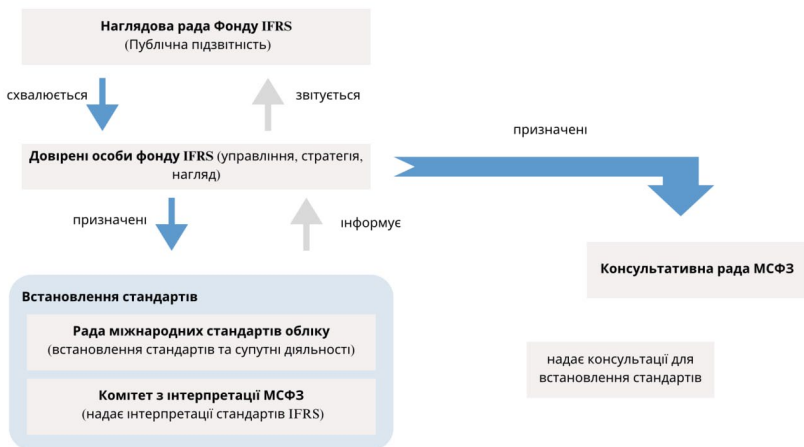 Наглядова рада Фонду IFRS
(Публічна підзвітність)
схвалюється
звітується
призначені
Довірені особи фонду IFRS (управління, стратегія,
нагляд)
призначені
інформує
Консультативна рада МСФЗ
Встановлення стандартів
Рада міжнародних стандартів обліку
(встановлення стандартів та супутні діяльності)
надає консультації для
встановлення стандартів
Комітет з інтерпретації МСФЗ
(надає інтерпретації стандартів IFRS)